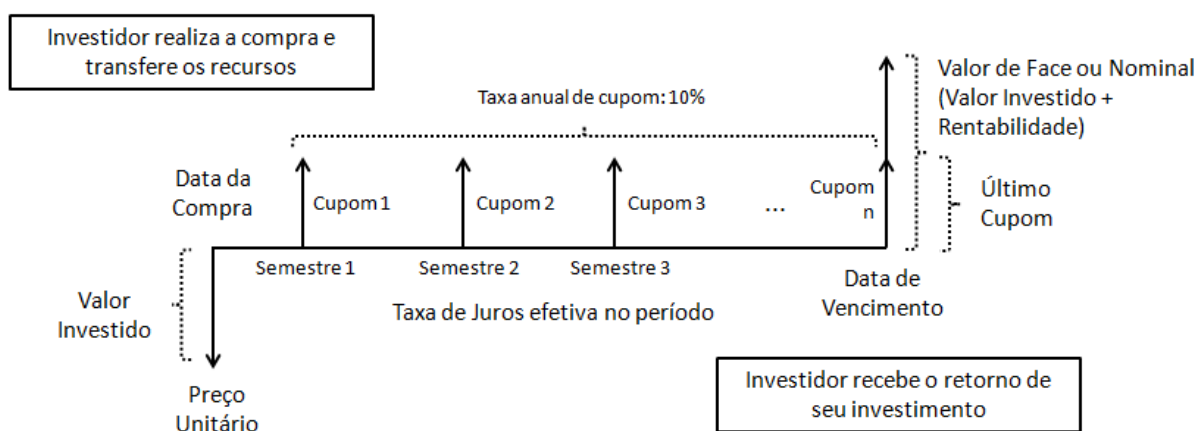 Investidor realiza a compra e
transfere os recursos
Valor de Face ou Nominal
(Valor Investido +
Rentabilidade)
Taxa anual de cupom: 10%
Data da
Compra
Cupom 1
Cupom 2
Cupom 3
...
Cupom
n
Último
Cupom
Semestre 1
Semestre 2
Semestre 3
Data de
Vencimento
Valor
Investido
Taxa de Juros efetiva no período
Preço
Unitário
Investidor recebe o retorno de
seu investimento